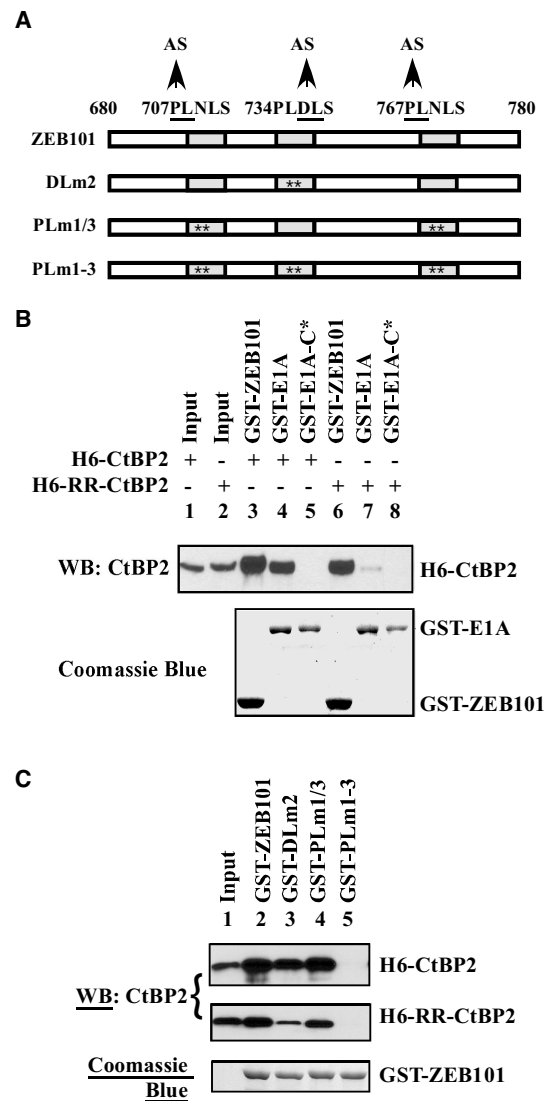 A
AS AS AS
680 707PLNLS 734PLDLS 767PLNLS 780
ZEB101
DLm2 **
PLm1/3 ** **
PLm1-3 ** ** **
B
Input Input GST-ZEB101 GST-E1A GST-E1A-C* GST-ZEB101 GST-E1A GST-E1A-C*
H6-CtBP2 + - + + + - - -
H6-RR-CtBP2 - + - - - + + +
1 2 3 4 5 6 7 8
WB: CtBP2 H6-CtBP2
GST-E1A
Coomassie Blue
GST-ZEB101
C
Input GST-ZEB101 GST-DLm2 GST-PLm1/3 GST-PLm1-3
1 2 3 4 5
H6-CtBP2
WB: CtBP2 {
H6-RR-CtBP2
Coomassie GST-ZEB101
Blue